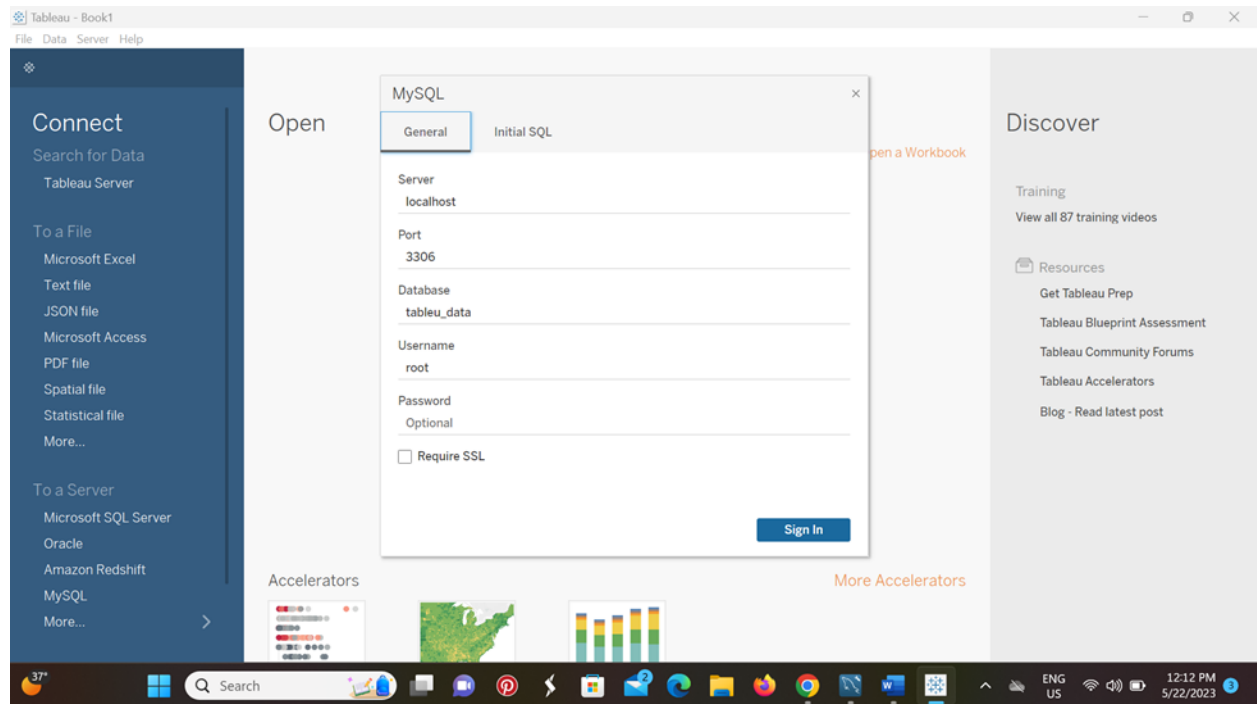 Tableau - Book1
File Data Server Help
Connect
Search for Data
Tableau Server
To a File
Microsoft Excel
Text file
JSON file
Microsoft Access
PDF file
Spatial file
Statistical file
More...
To a Server
Microsoft SQL Server
Oracle
Amazon Redshift
MySQL
More...
Open
pen a Workbook
MySQL
General Initial SQL
Server
localhost
Port
3306
Database
tableu_data
Username
root
Password
Optional
Require SSL
Sign In
Accelerators
More Accelerators
Discover
Training
View all 87 training videos
Resources
Get Tableau Prep
Tableau Blueprint Assessment
Tableau Community Forums
Tableau Accelerators
Blog - Read latest post
37°
Search
2
ENG
US
12:12 PM
5/22/2023
3